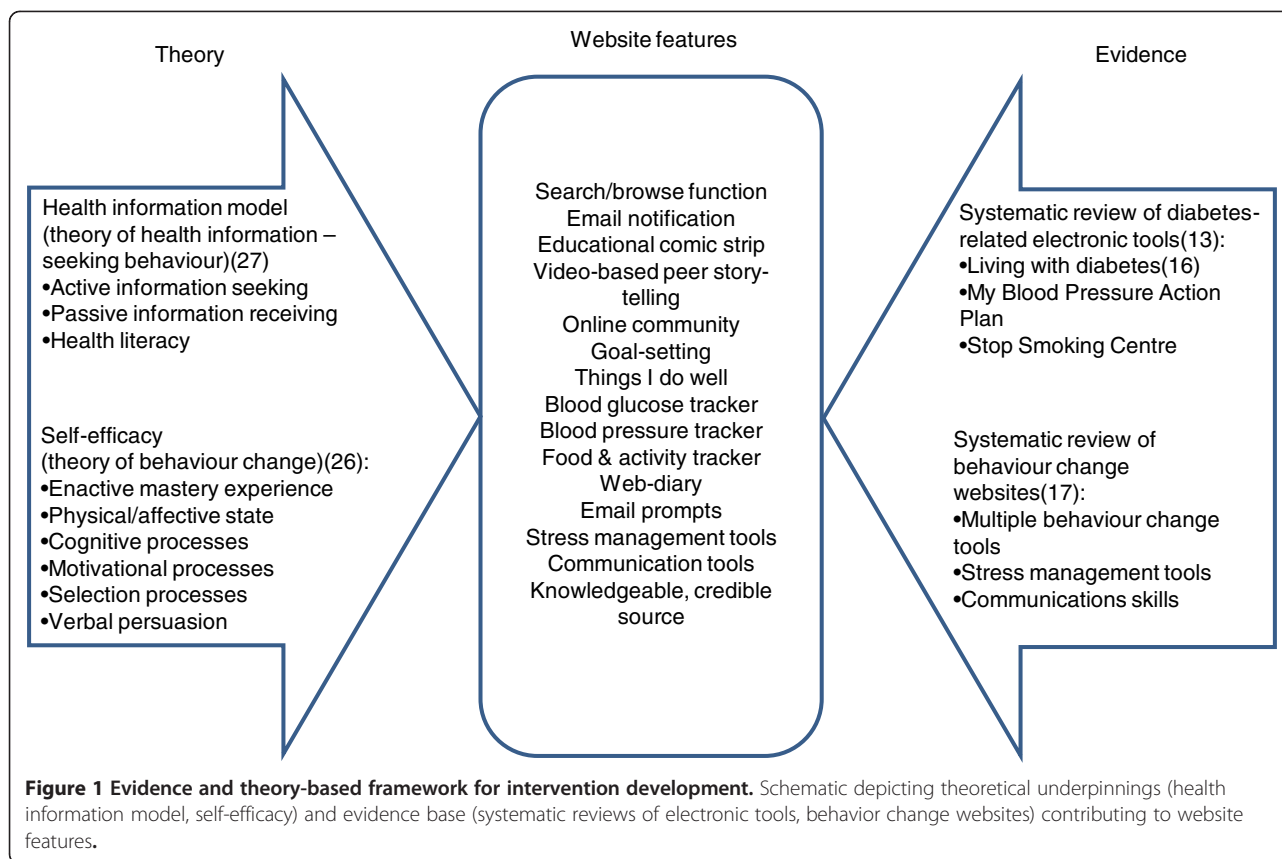 Theory
Website features
Evidence
Health information model
(theory of health information –
seeking behaviour)(27)
•Active information seeking
•Passive information receiving
•Health literacy
Self-efficacy
(theory of behaviour change)(26):
•Enactive mastery experience
•Physical/affective state
•Cognitive processes
•Motivational processes
•Selection processes
•Verbal persuasion
Search/browse function
Email notification
Educational comic strip
Video-based peer story-
telling
Online community
Goal-setting
Things I do well
Blood glucose tracker
Blood pressure tracker
Food & activity tracker
Web-diary
Email prompts
Stress management tools
Communication tools
Knowledgeable, credible
source
Systematic review of diabetes-
related electronic tools(13):
•Living with diabetes(16)
•My Blood Pressure Action
Plan
•Stop Smoking Centre
Systematic review of
behaviour change
websites(17):
•Multiple behaviour change
tools
•Stress management tools
•Communications skills
Figure 1 Evidence and theory-based framework for intervention development. Schematic depicting theoretical underpinnings (health
information model, self-efficacy) and evidence base (systematic reviews of electronic tools, behavior change websites) contributing to website
features.